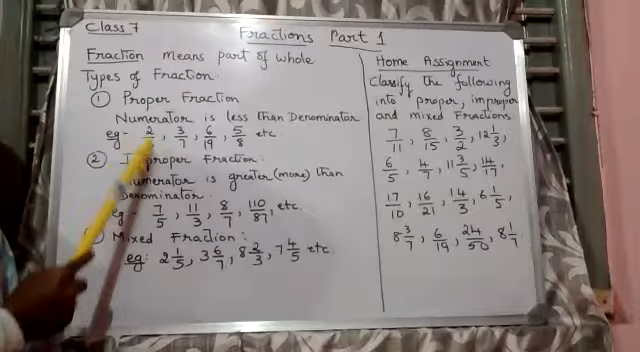 Class 7
Fractions Part 1
Fraction means part of whole
Types of Fraction:
① Proper Fraction
Numerator is less than Denominator
eg:- 2/, 3/7, 6/19, 5/8 etc
② Improper Fraction:
Numerator is greater (more) than
Denominator.
eg:- 7/5, 11/3, 8/7, 110/87, etc.
Mixed Fraction:
eg: 2 1/5, 3 6/7, 8 2/3, 7 4/5 etc.
Home Assignment
Classify the following
into proper, improper
and mixed Fractions
7/11, 8/15, 3/2, 12 1/3,
6/5, 4/7, 11 3/5, 14/17,
17/10, 16/21, 14/3, 6 1/5,
8 3/7, 6/19, 24/50, 8 1/7